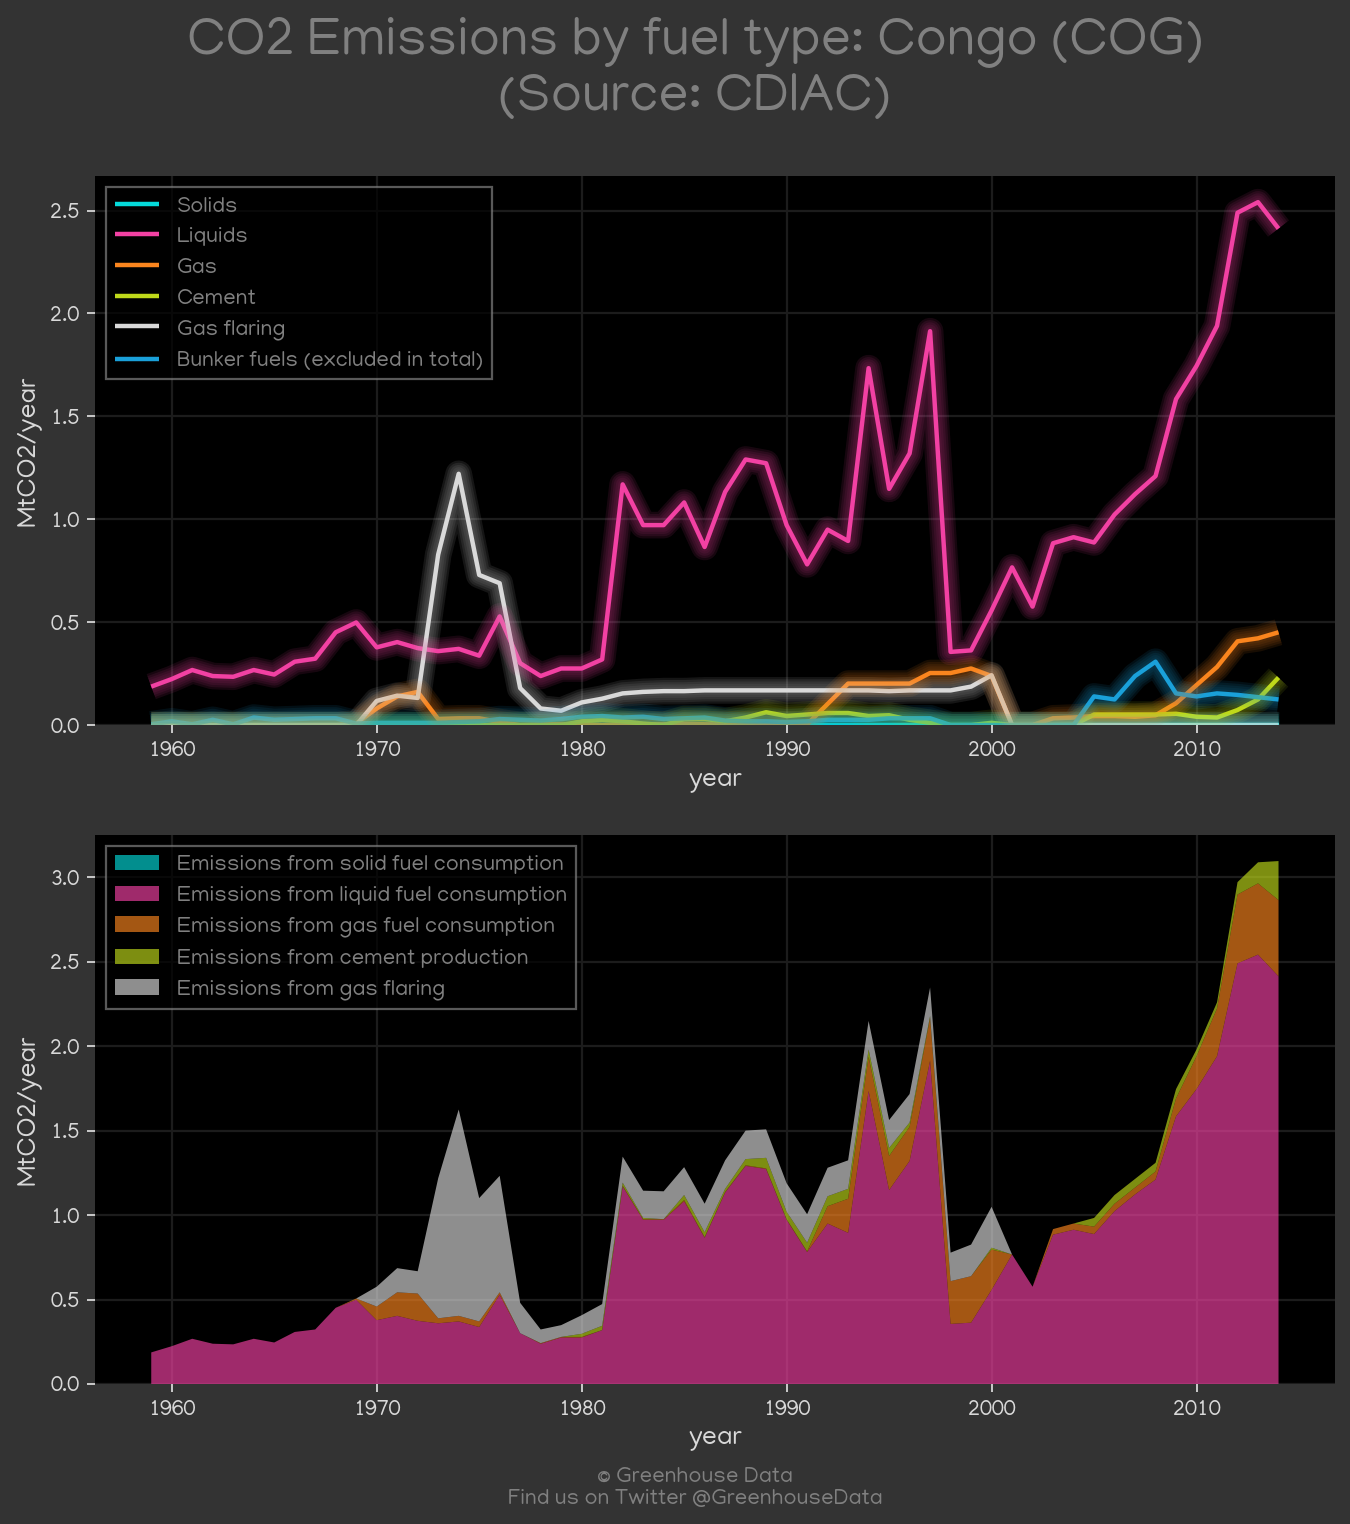 CO2 Emissions by fuel type: Congo (COG)
(Source: CDIAC)
MtCO2/year
2.5
2.0
1.5
1.0
0.5
0.0
Solids
Liquids
Gas
Cement
Gas flaring
Bunker fuels (excluded in total)
1960 1970 1980 1990 2000 2010
year
MtCO2/year
3.0
2.5
2.0
1.5
1.0
0.5
0.0
Emissions from solid fuel consumption
Emissions from liquid fuel consumption
Emissions from gas fuel consumption
Emissions from cement production
Emissions from gas flaring
1960 1970 1980 1990 2000 2010
year
© Greenhouse Data
Find us on Twitter @GreenhouseData